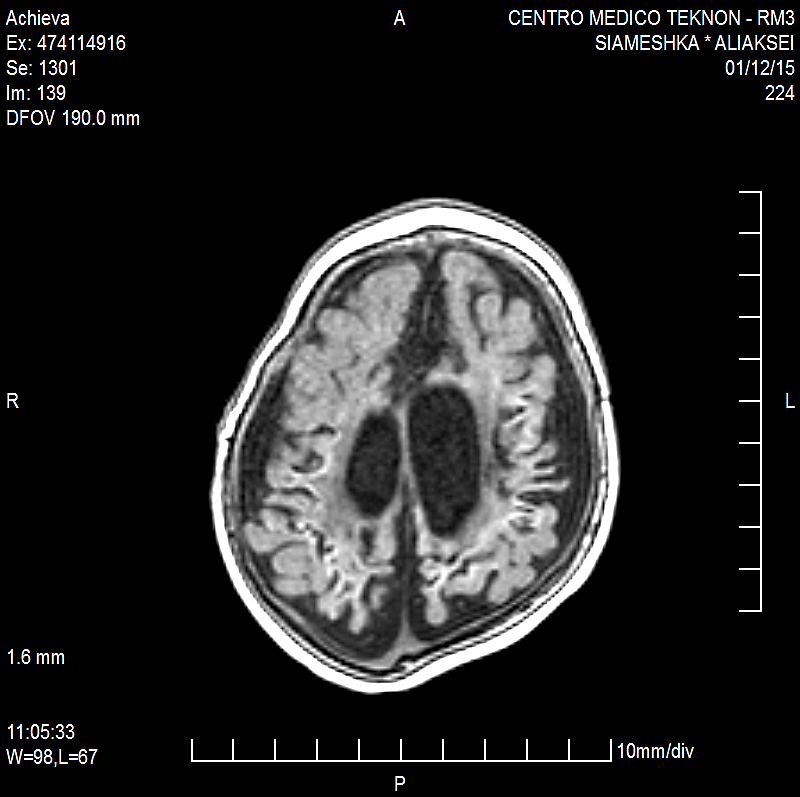 Achieva
Ex: 474114916
Se: 1301
Im: 139
DFOV 190.0 mm
A
CENTRO MEDICO TEKNON - RM3
SIAMESHKA * ALIAKSEI
01/12/15
224
R
L
1.6 mm
11:05:33
W=98,L=67
10mm/div
P